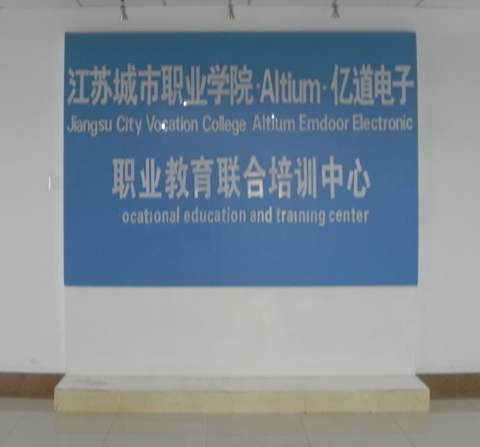 江苏城市职业学院·Altium·亿道电子
Jiangsu City Vocation College Altium Emdoor Electronic
职业教育联合培训中心
ocational education and training center